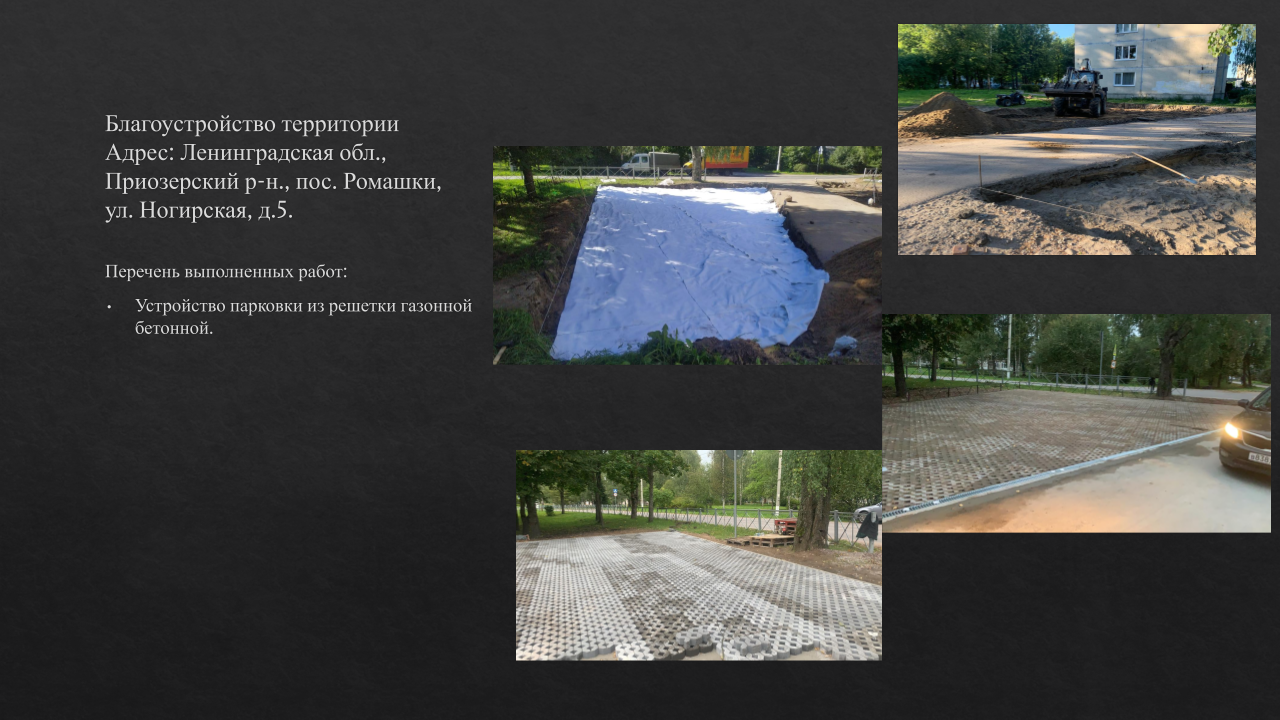 Благоустройство территории
Адрес: Ленинградская обл.,
Приозерский р-н., пос. Ромашки,
ул. Ногирская, д.5.
Перечень выполненных работ:
• Устройство парковки из решетки газонной
бетонной.